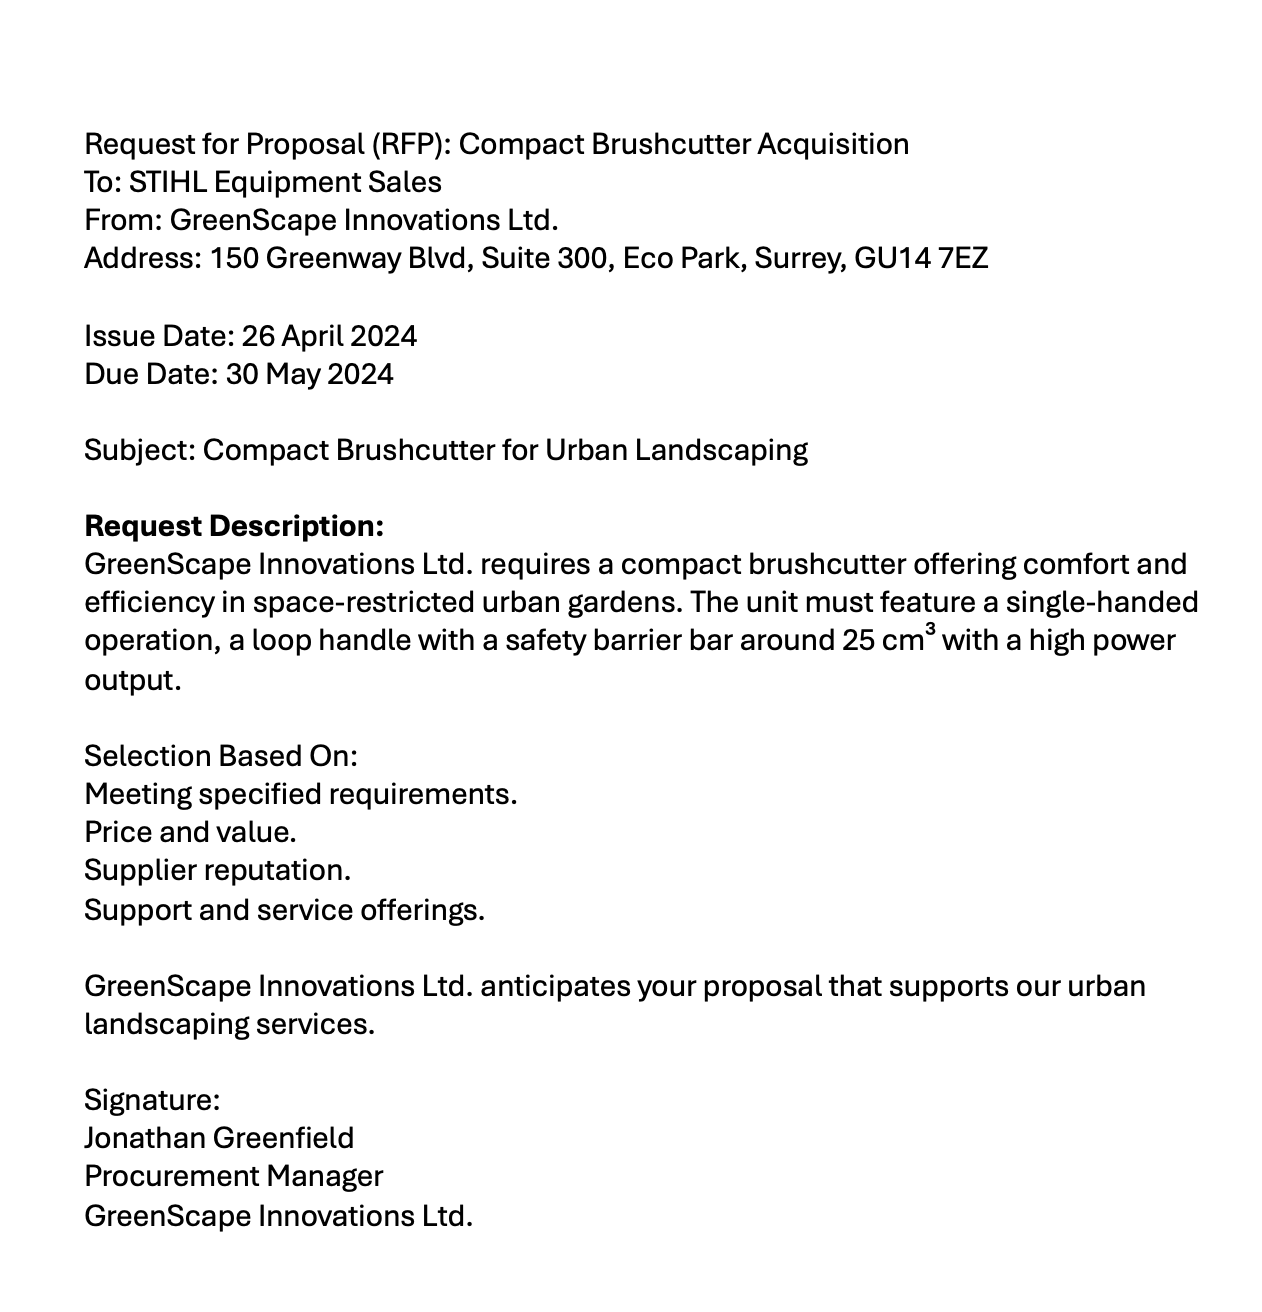 Request for Proposal (RFP): Compact Brushcutter Acquisition
To: STIHL Equipment Sales
From: GreenScape Innovations Ltd.
Address: 150 Greenway Blvd, Suite 300, Eco Park, Surrey, GU14 7EZ
Issue Date: 26 April 2024
Due Date: 30 May 2024
Subject: Compact Brushcutter for Urban Landscaping
Request Description:
GreenScape Innovations Ltd. requires a compact brushcutter offering comfort and
efficiency in space-restricted urban gardens. The unit must feature a single-handed
operation, a loop handle with a safety barrier bar around 25 cm³ with a high power
output.
Selection Based On:
Meeting specified requirements.
Price and value.
Supplier reputation.
Support and service offerings.
GreenScape Innovations Ltd. anticipates your proposal that supports our urban
landscaping services.
Signature:
Jonathan Greenfield
Procurement Manager
GreenScape Innovations Ltd.